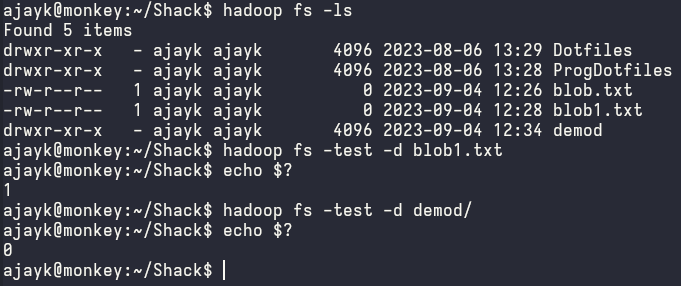 ajayk@monkey:~/Shack$ hadoop fs -ls
Found 5 items
drwxr-xr-x   - ajayk ajayk       4096 2023-08-06 13:29 Dotfiles
drwxr-xr-x   - ajayk ajayk       4096 2023-08-06 13:28 ProgDotfiles
-rw-r--r--   1 ajayk ajayk          0 2023-09-04 12:26 blob.txt
-rw-r--r--   1 ajayk ajayk          0 2023-09-04 12:28 blob1.txt
drwxr-xr-x   - ajayk ajayk       4096 2023-09-04 12:34 demod
ajayk@monkey:~/Shack$ hadoop fs -test -d blob1.txt
ajayk@monkey:~/Shack$ echo $?
1
ajayk@monkey:~/Shack$ hadoop fs -test -d demod/
ajayk@monkey:~/Shack$ echo $?
0
ajayk@monkey:~/Shack$